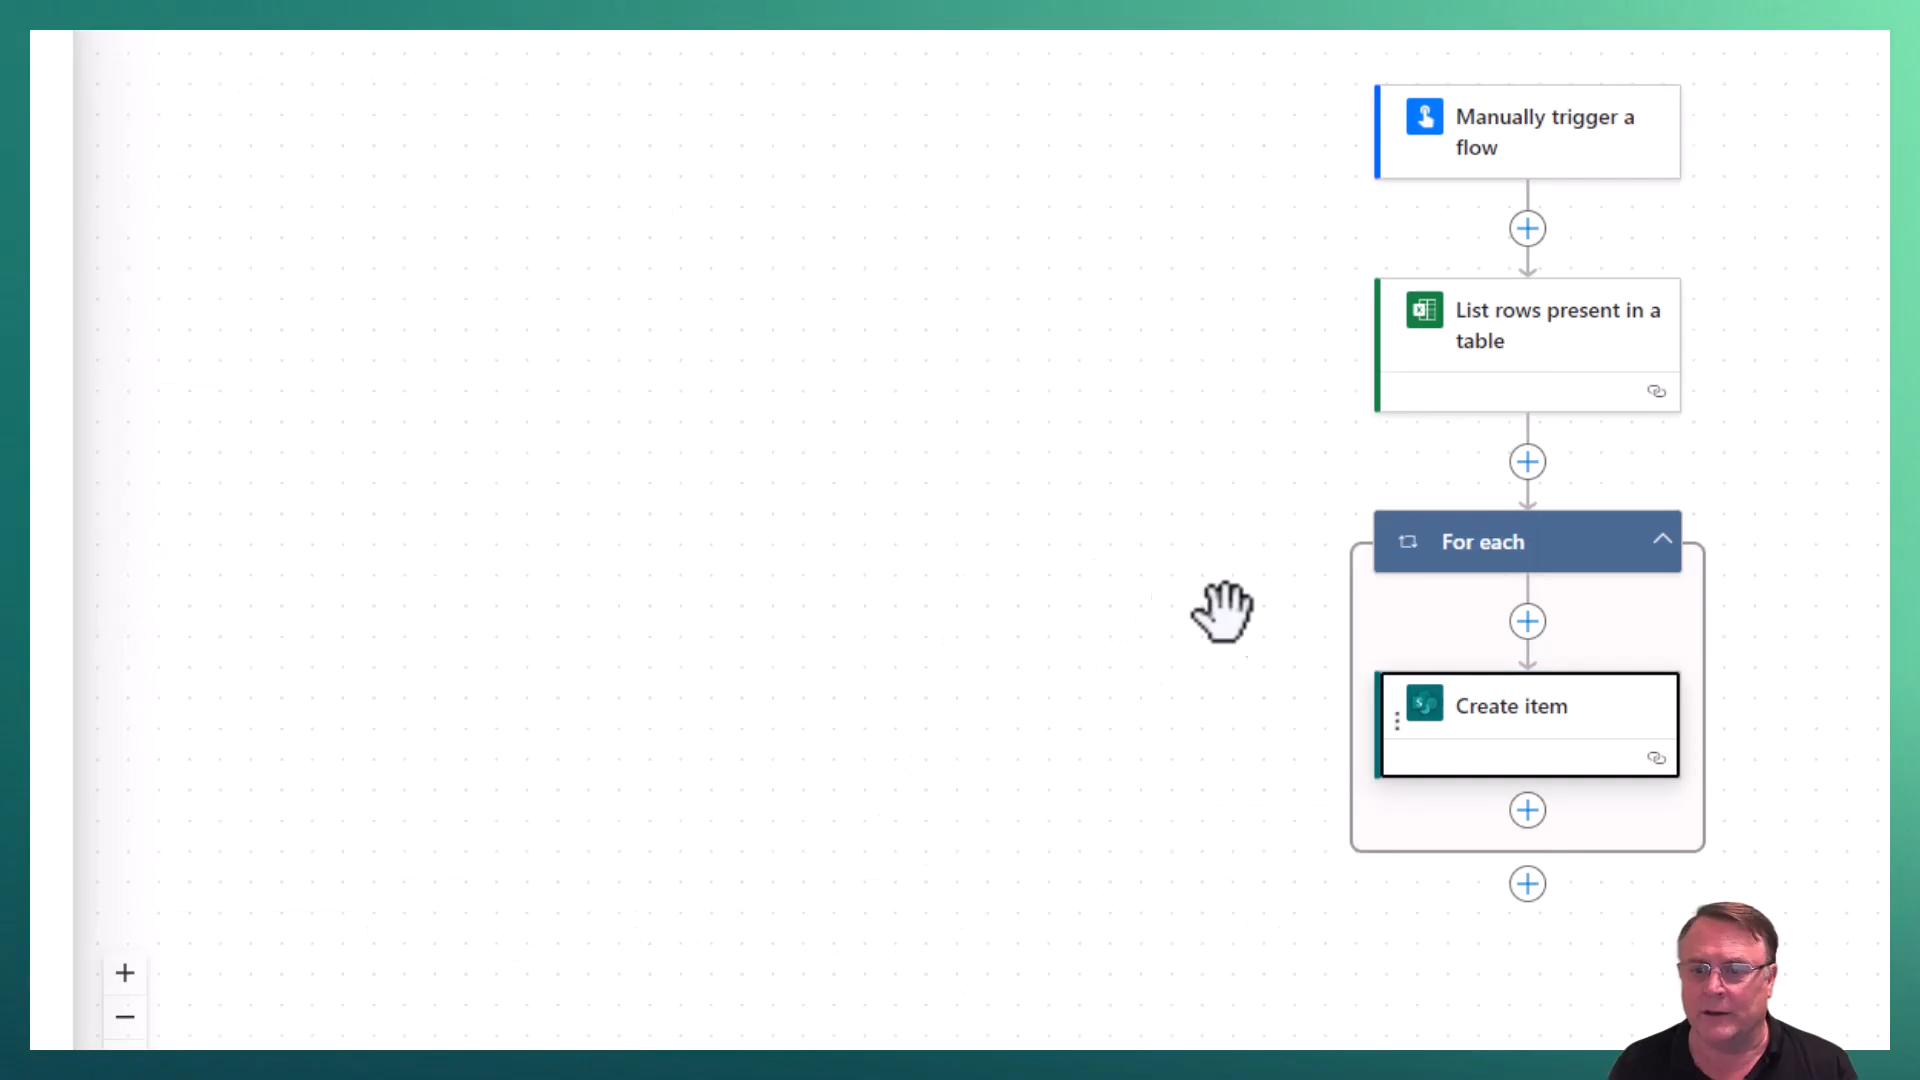 Manually trigger a
flow
List rows present in a
table
For each
Create item